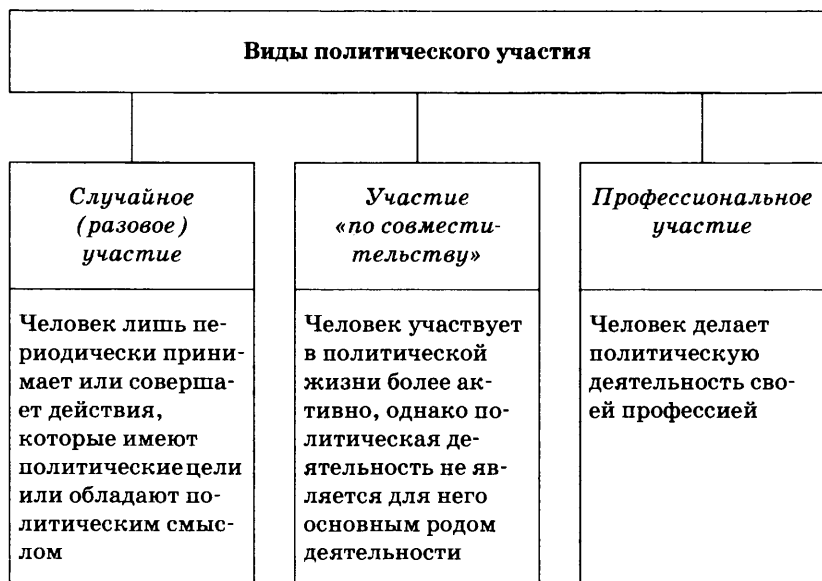 Виды политического участия
Случайное
(разовое)
участие
Человек лишь пе-
риодически прини-
мает или соверша-
ет действия,
которые имеют
политические цели
или обладают по-
литическим смыс-
лом
Участие
«по совмести-
тельству»
Человек участвует
в политической
жизни более ак-
тивно, однако по-
литическая де-
ятельность не яв-
ляется для него
основным родом
деятельности
Профессиональное
участие
Человек делает
политическую
деятельность сво-
ей профессией